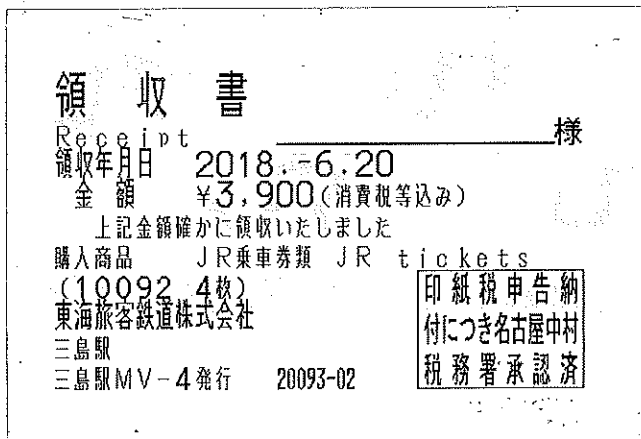 領収書
Receipt 様
領収年月日 2018.-6.20
金額 ¥3,900(消費税等込み)
上記金額確かに領収いたしました
購入商品 JR乗車券類 JR tickets
(10092 4枚)
東海旅客鉄道株式会社
三島駅
三島駅MV-4発行 20093-02
印紙税申告納
付につき名古屋中村
税務署承認済